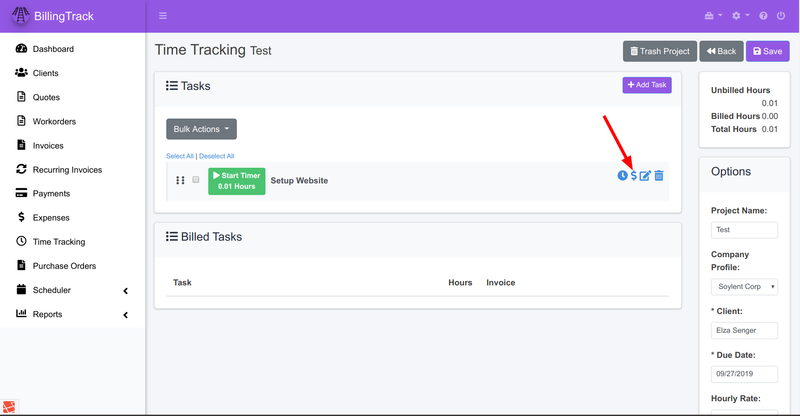 BillingTrack
Dashboard
Clients
Quotes
Workorders
Invoices
Recurring Invoices
Payments
Expenses
Time Tracking
Purchase Orders
Scheduler
Reports
Time Tracking Test
Trash Project
Back
Save
Tasks
Add Task
Bulk Actions
Select All | Deselect All
Start Timer
0.01 Hours
Setup Website
Billed Tasks
Task Hours Invoice
Unbilled Hours
0.01
Billed Hours 0.00
Total Hours 0.01
Options
Project Name:
Test
Company
Profile:
Soylent Corp
* Client:
Elza Senger
* Due Date:
09/27/2019
Hourly Rate: